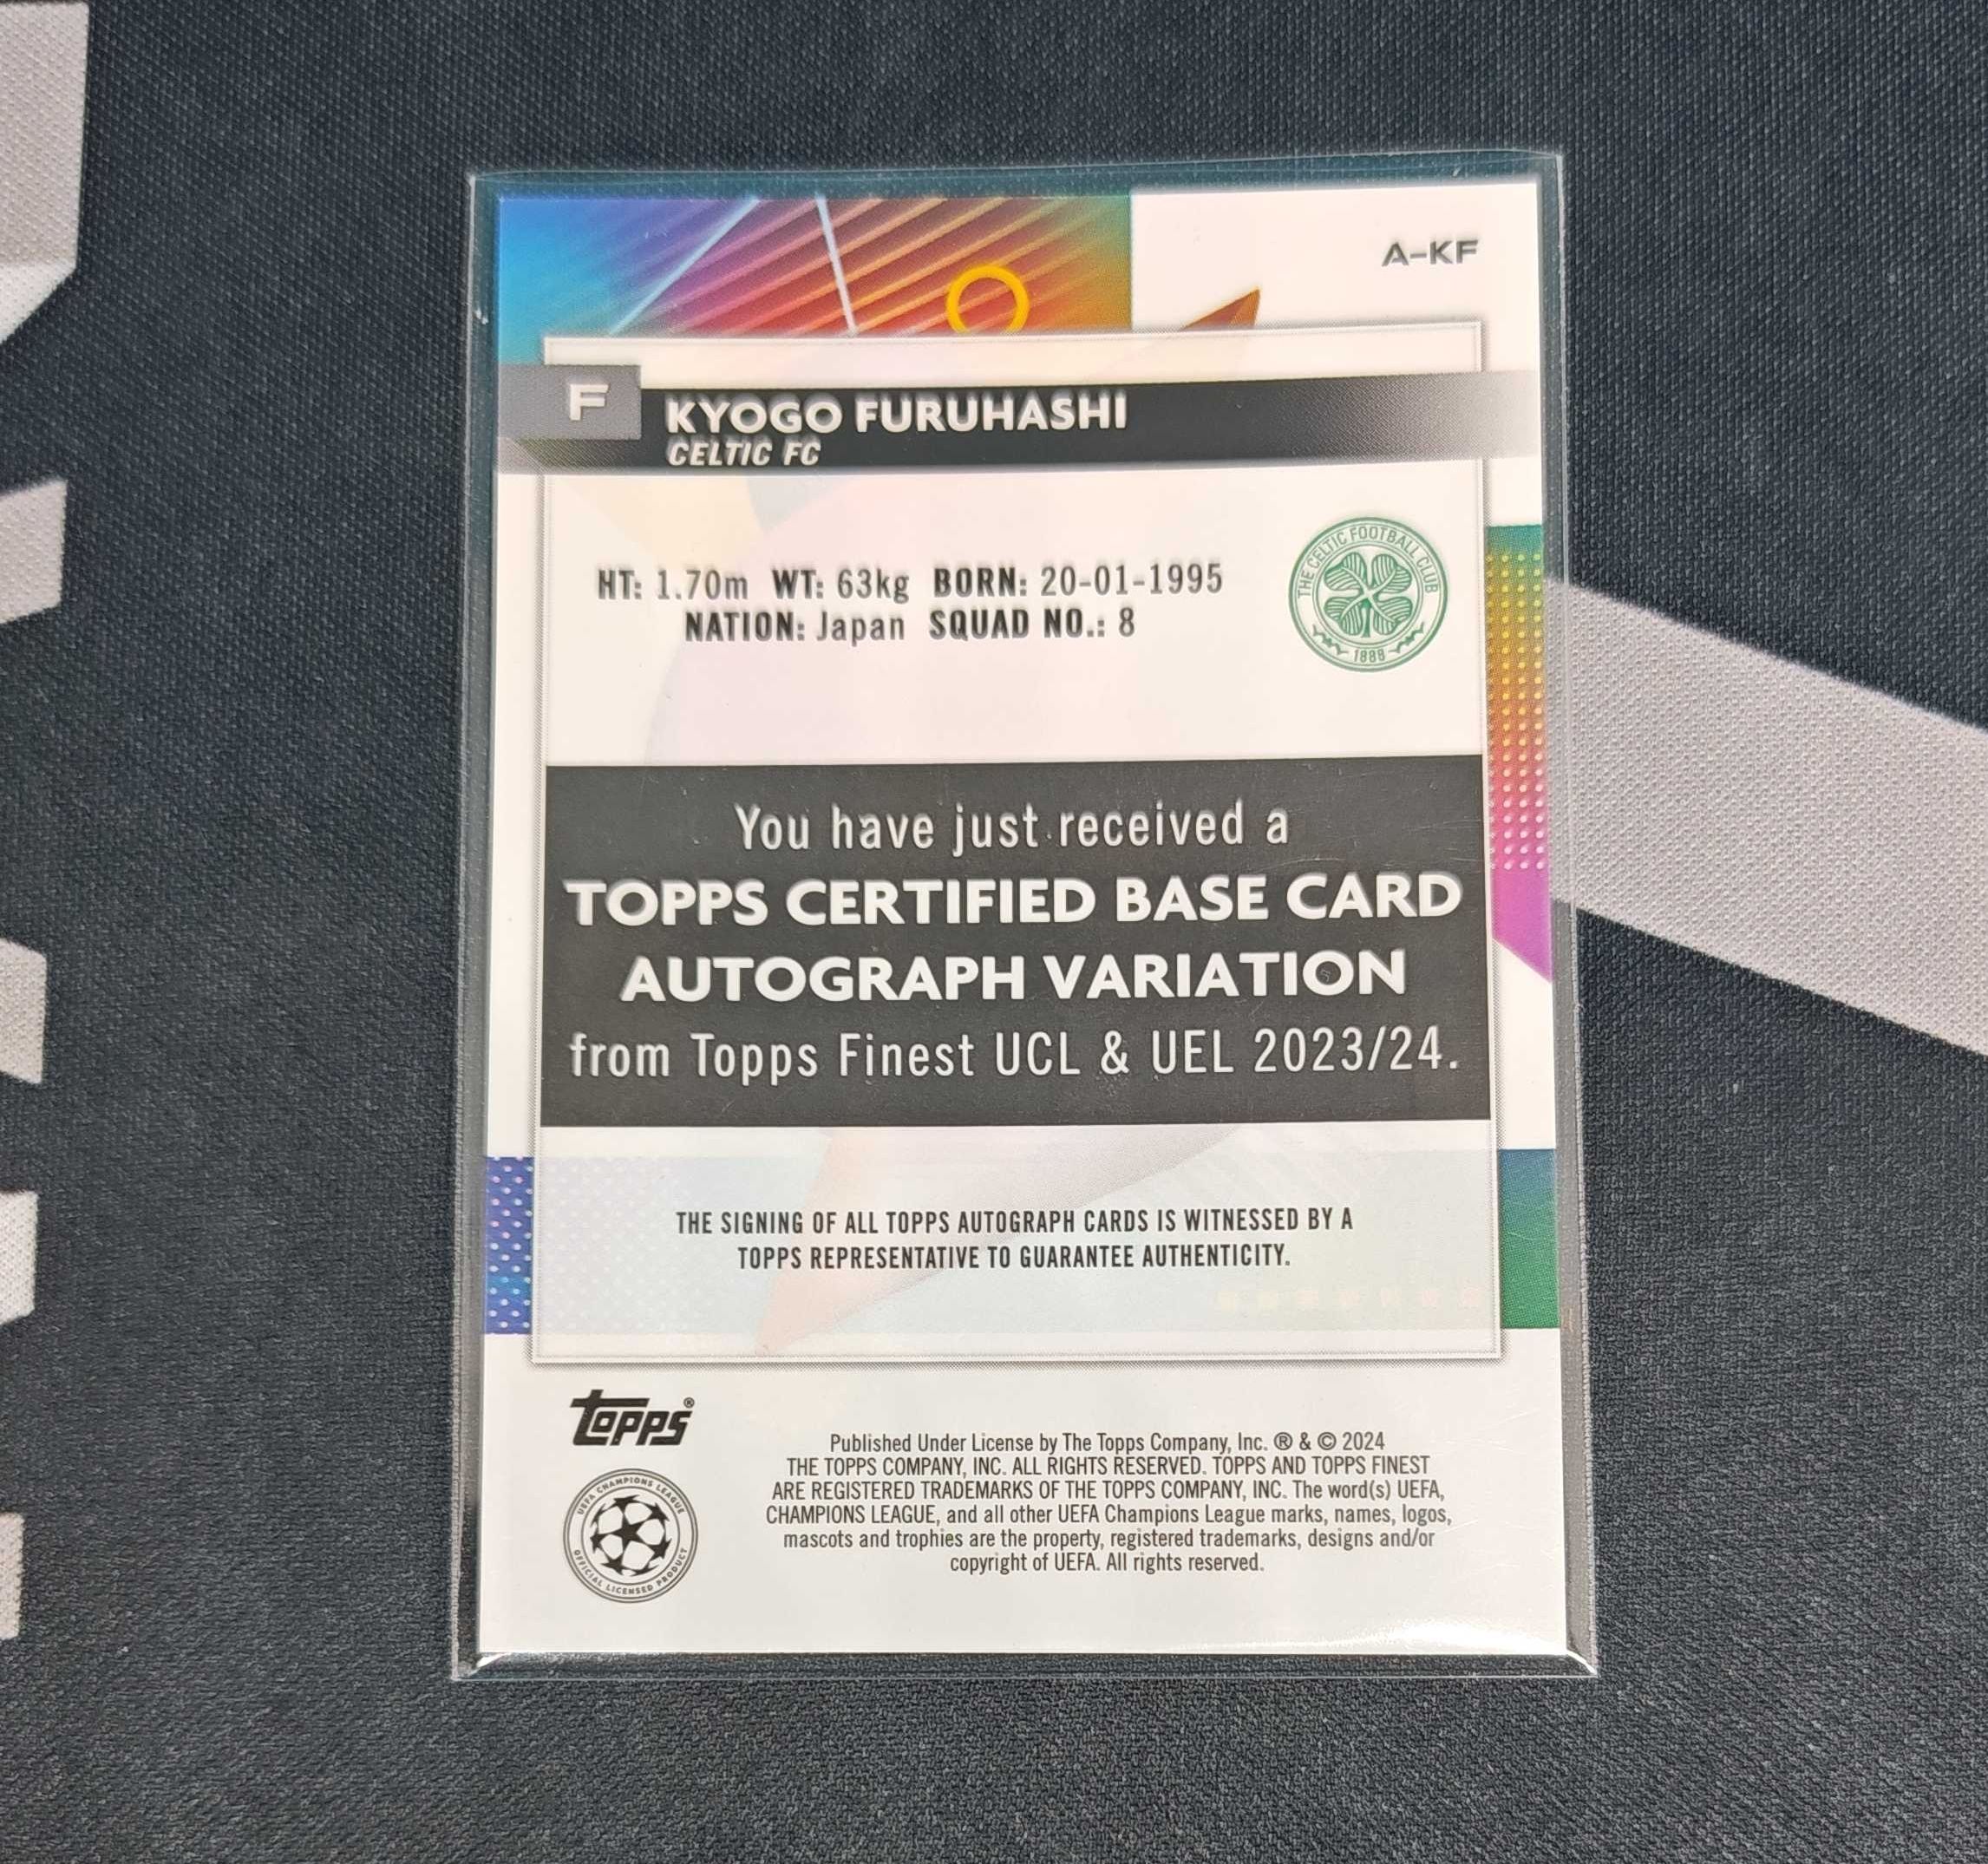 A-KF
F
KYOGO FURUHASHI
CELTIC FC
HT: 1.70m WT: 63kg BORN: 20-01-1995
NATION: Japan SQUAD NO.: 8
THE CELTIC FOOTBALL CLUB
1888
You have just received a
TOPPS CERTIFIED BASE CARD
AUTOGRAPH VARIATION
from Topps Finest UCL & UEL 2023/24.
THE SIGNING OF ALL TOPPS AUTOGRAPH CARDS IS WITNESSED BY A
TOPPS REPRESENTATIVE TO GUARANTEE AUTHENTICITY.
topps®
UEFA CHAMPIONS LEAGUE
OFFICIAL LICENSED PRODUCT
Published Under License by The Topps Company, Inc. ® & © 2024
THE TOPPS COMPANY, INC. ALL RIGHTS RESERVED. TOPPS AND TOPPS FINEST
ARE REGISTERED TRADEMARKS OF THE TOPPS COMPANY, INC. The word(s) UEFA,
CHAMPIONS LEAGUE, and all other UEFA Champions League marks, names, logos,
mascots and trophies are the property, registered trademarks, designs and/or
copyright of UEFA. All rights reserved.